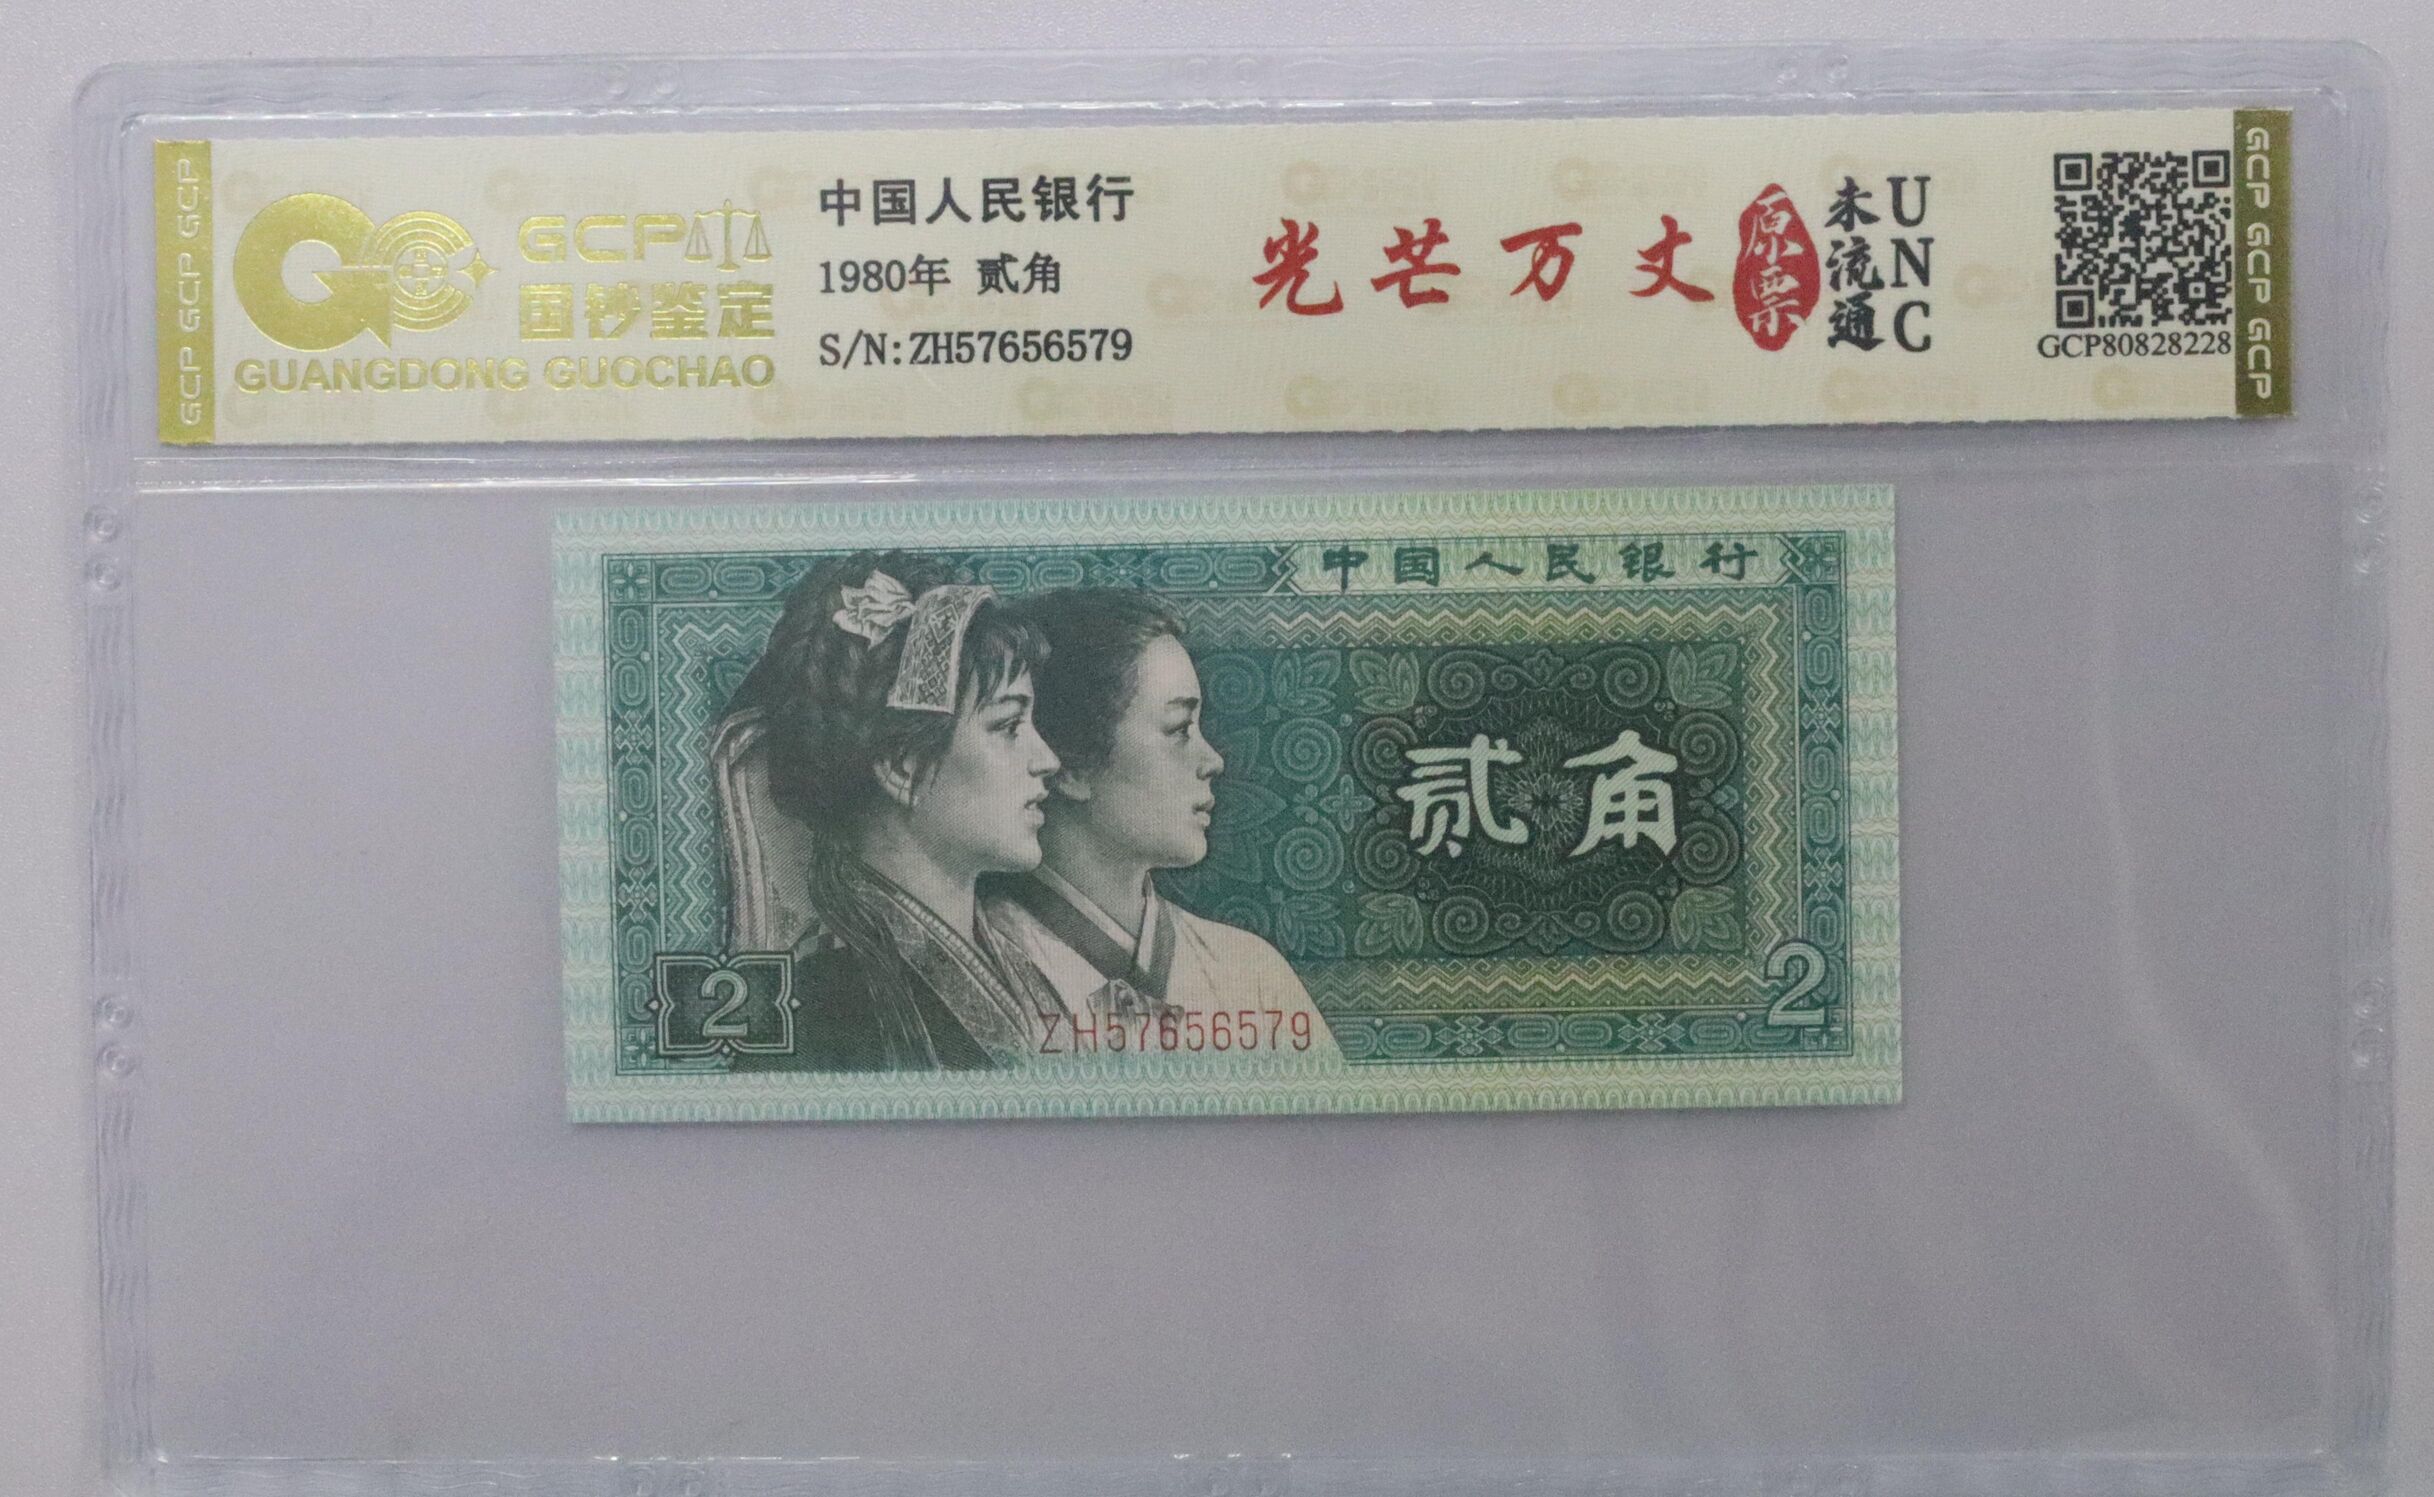 GCP GCP GCP
GCP
国钞鉴定
GUANGDONG GUOCHAO
中国人民银行
1980年 贰角
S/N:ZH57656579
光芒万丈
原票
未流通
UNC
GCP80828228
GCP GCP GCP
中国人民银行
贰角
2
ZH57656579
2